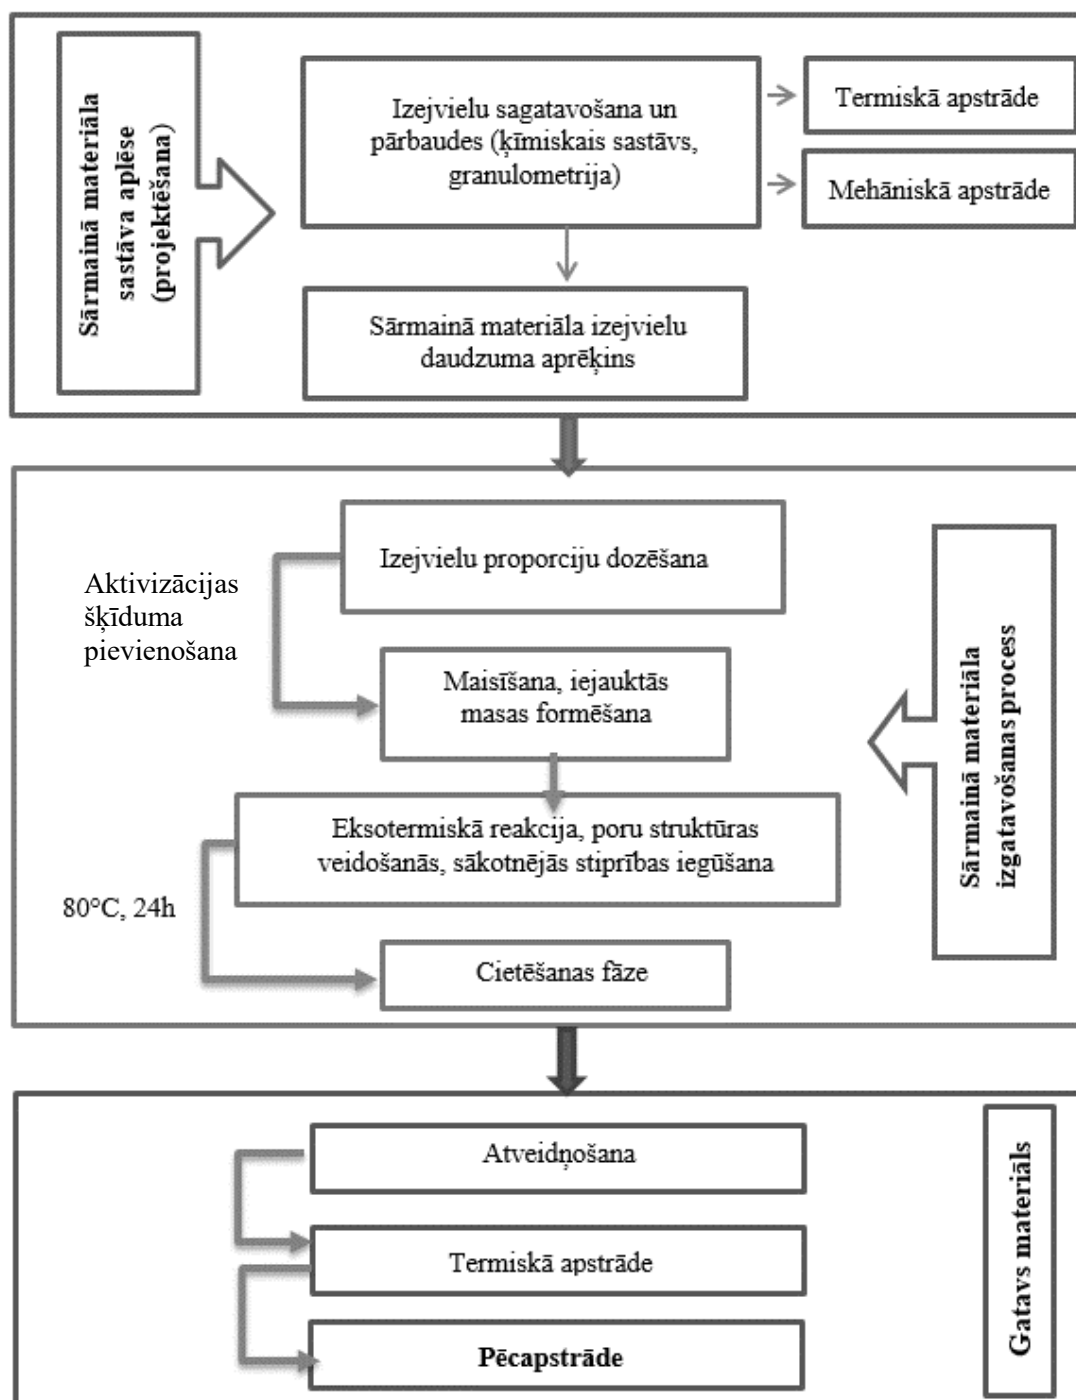 Sārmainā materiāla
sastāva aplēse
(projektēšana)
Izejvielu sagatavošana un
pārbaudes (ķīmiskais sastāvs,
granulometrija)
Termiskā apstrāde
Mehāniskā apstrāde
Sārmainā materiāla izejvielu
daudzuma aprēķins
Izejvielu proporciju dozēšana
Aktivizācijas
šķīduma
pievienošana
Maisīšana, iejauktās
masas formēšana
Eksotermiskā reakcija, poru struktūras
veidošanās, sākotnējās stiprības iegūšana
80°C, 24h
Cietēšanas fāze
Sārmainā materiāla
izgatavošanas process
Atveidņošana
Termiskā apstrāde
Pēcapstrāde
Gatavs materiāls